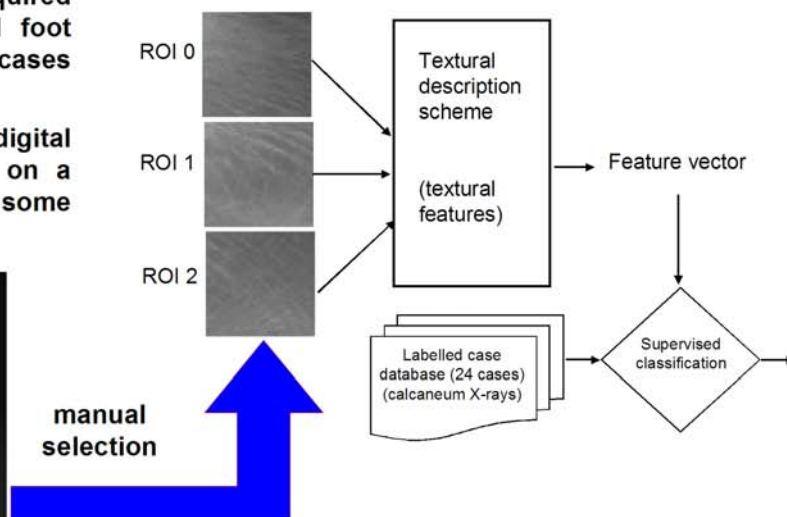 foot
cases
digital
on a
some
ROI 0
ROI 1
ROI 2
Textural
description
scheme
(textural
features)
Feature vector
Labelled case
database (24 cases)
(calcaneum X-rays)
Supervised
classification
manual
selection